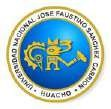 UNIVERSIDAD NACIONAL JOSE FAUSTINO SANCHEZ CARRION
• HUACHO •